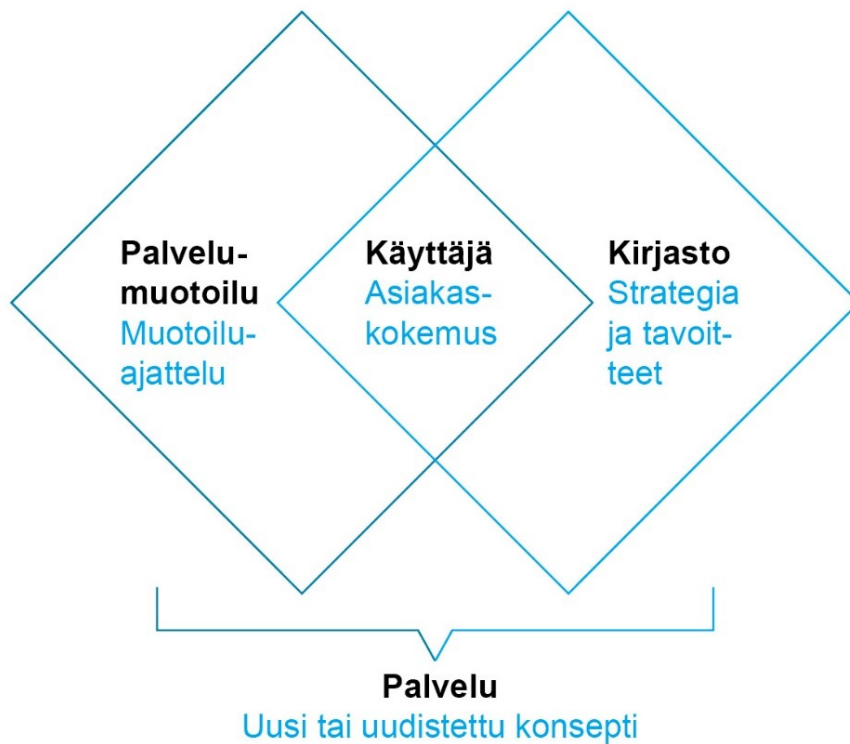 Palvelu-
muotoilu
Muotoilu-
ajattelu
Käyttäjä
Asiakas-
kokemus
Kirjasto
Strategia
ja tavoit-
teet
Palvelu
Uusi tai uudistettu konsepti